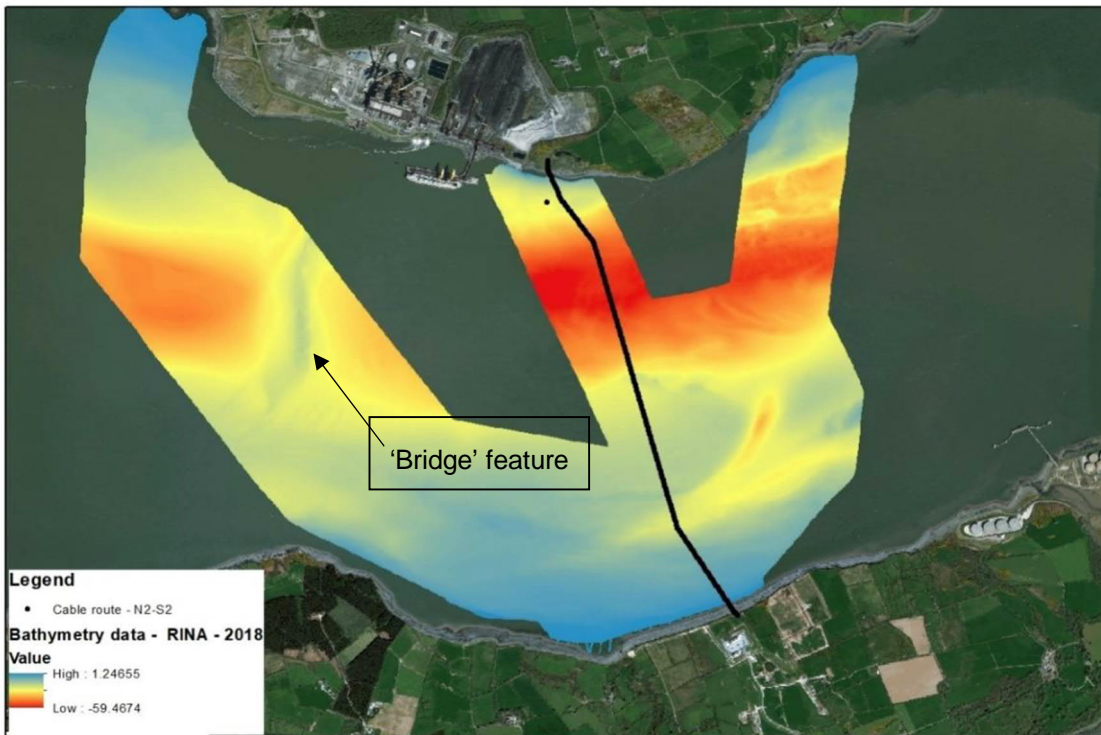 ‘Bridge’ feature
Legend
Cable route - N2-S2
Bathymetry data - RINA - 2018
Value
High : 1.24655
Low : -59.4674